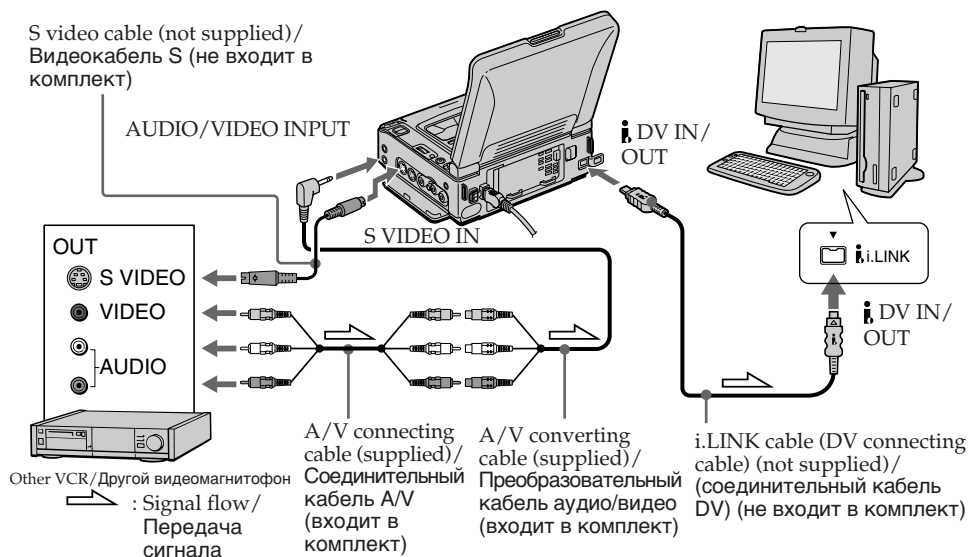 S video cable (not supplied)/
Видеокабель S (не входит в
комплект)
AUDIO/VIDEO INPUT
S VIDEO IN
i DV IN/
OUT
i i.LINK
i DV IN/
OUT
OUT
S VIDEO
VIDEO
AUDIO
Other VCR/Другой видеомагнитофон
: Signal flow/
Передача
сигнала
A/V connecting
cable (supplied)/
Соединительный
кабель A/V
(входит в
комплект)
A/V converting
cable (supplied)/
Преобразовательный
кабель аудио/видео
(входит в комплект)
i.LINK cable (DV connecting
cable) (not supplied)/
(соединительный кабель
DV) (не входит в комплект)